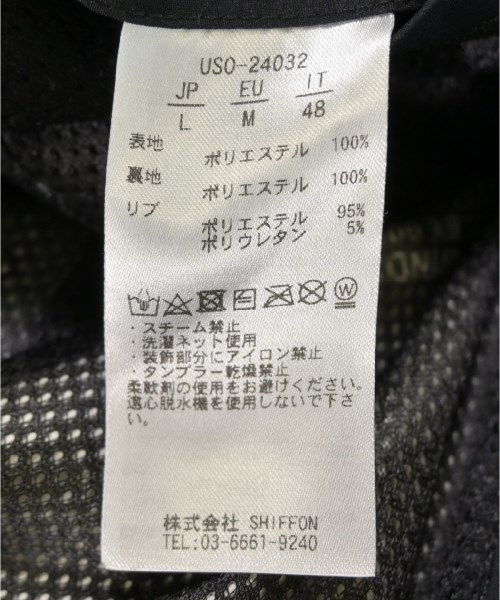 USO-24032
JP EU IT
L M 48
表地
ポリエステル 100%
裏地
ポリエステル 100%
リブ
ポリエステル 95%
ポリウレタン 5%
・スチーム禁止
・洗濯ネット使用
・装飾部分にアイロン禁止
・タンブラー乾燥禁止
柔軟剤の使用をお避けください。
遠心脱水機を使用しないで下さ
い。
株式会社 SHIFFON
TEL:03-6661-9240